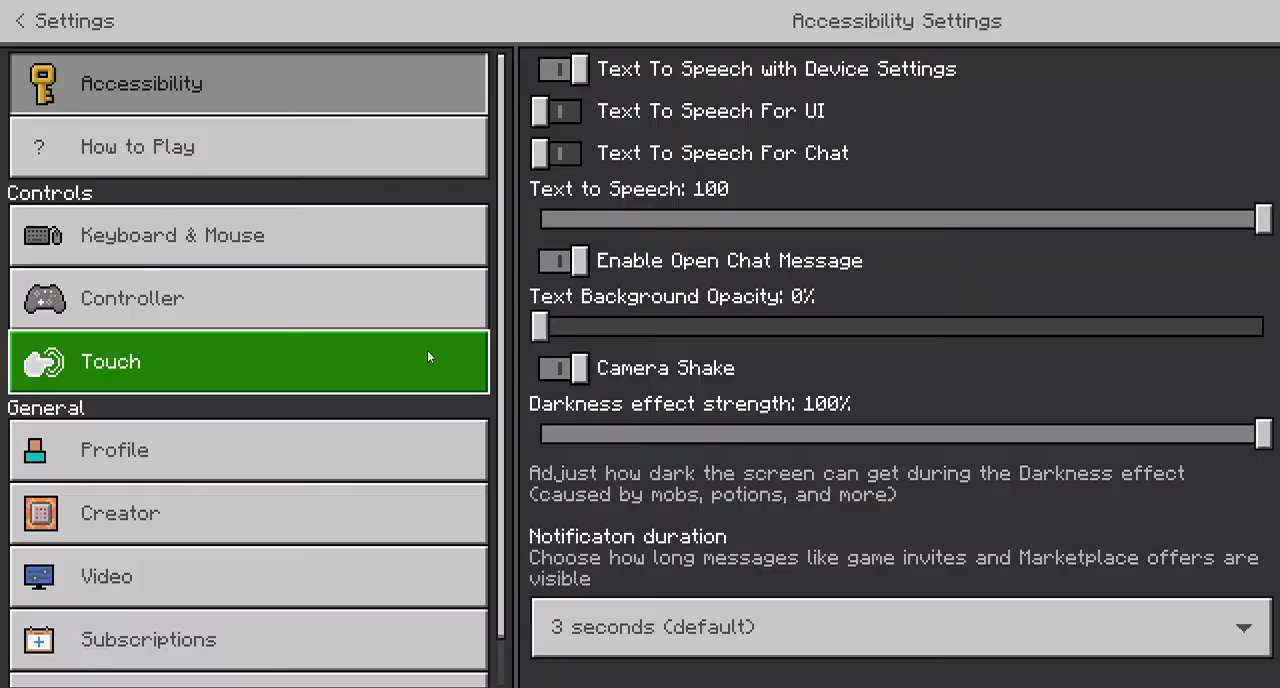 Settings
Accessibility Settings
Accessibility
? How to Play
Controls
Keyboard & Mouse
Controller
Touch
General
Profile
Creator
Video
Subscriptions
Text To Speech with Device Settings
Text To Speech For UI
Text To Speech For Chat
Text to Speech: 100
Enable Open Chat Message
Text Background Opacity: 0%
Camera Shake
Darkness effect strength: 100%
Adjust how dark the screen can get during the Darkness effect
(caused by mobs, potions, and more)
Notificaton duration
Choose how long messages like game invites and Marketplace offers are
visible
3 seconds (default)